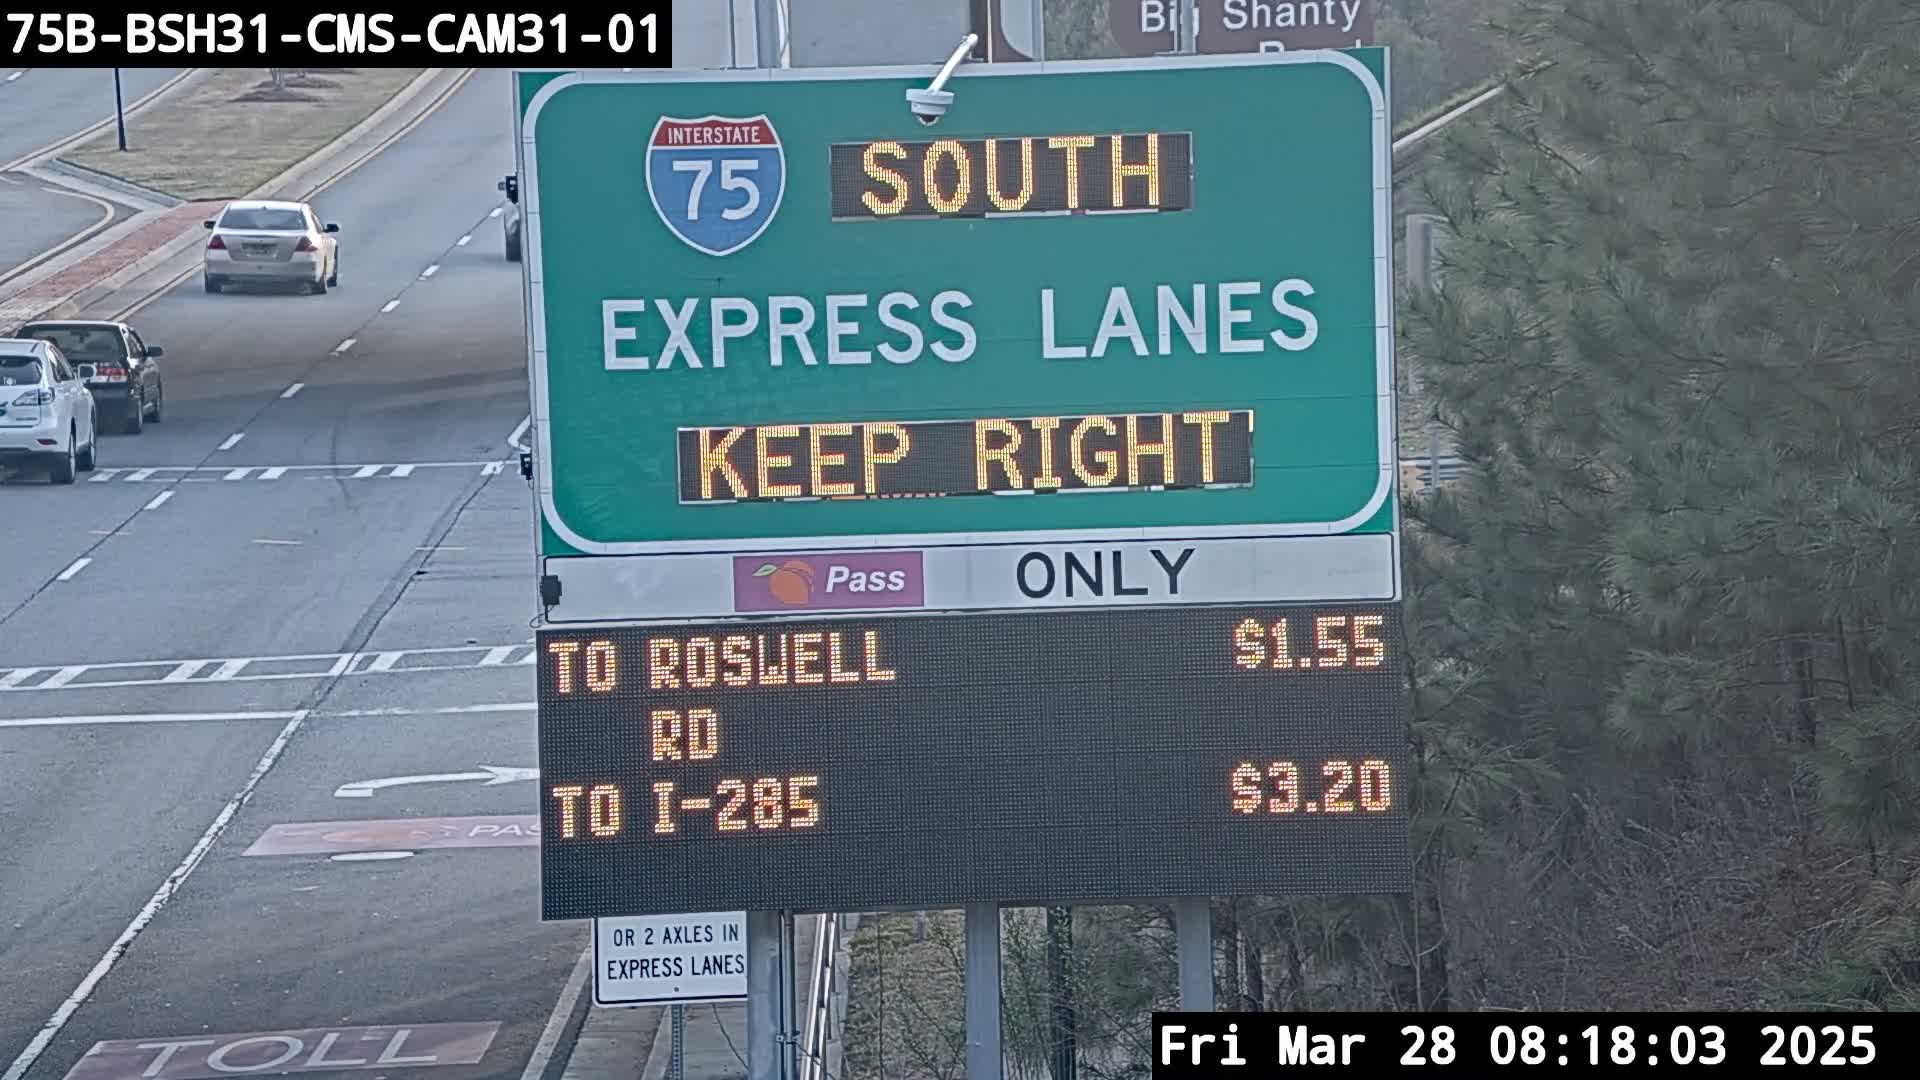 75B-BSH31-CMS-CAM31-01
Big Shanty
INTERSTATE
75
SOUTH
EXPRESS LANES
KEEP RIGHT
Pass
ONLY
TO ROSWELL $1.55
RD
TO I-285 $3.20
OR 2 AXLES IN
EXPRESS LANES
TOLL
Fri Mar 28 08:18:03 2025